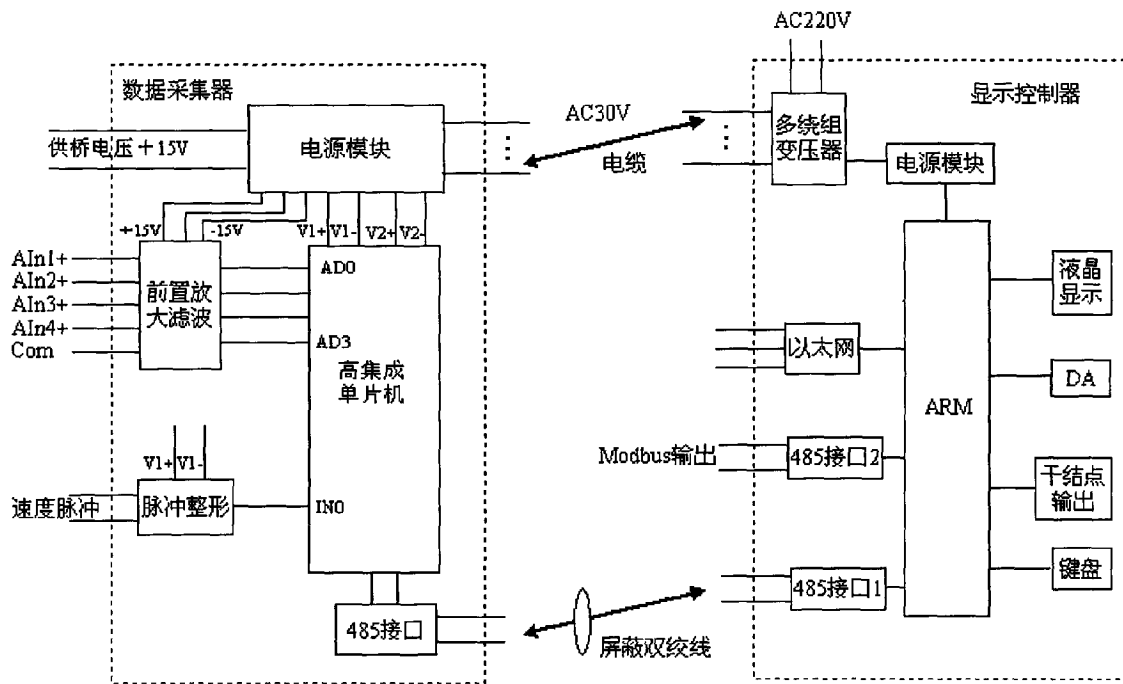 AC220V
数据采集器
显示控制器
供桥电压+15V
电源模块
AC30V
电缆
多绕组
变压器
电源模块
+15V
-15V
V1+
V1-
V2+
V2-
AIn1+
AIn2+
AIn3+
AIn4+
Com
前置放
大滤波
AD0
AD3
高集成
单片机
液晶
显示
以太网
ARM
DA
Modbus输出
485接口2
V1+
V1-
速度脉冲
脉冲整形
IN0
干结点
输出
键盘
485接口1
485接口
屏蔽双绞线